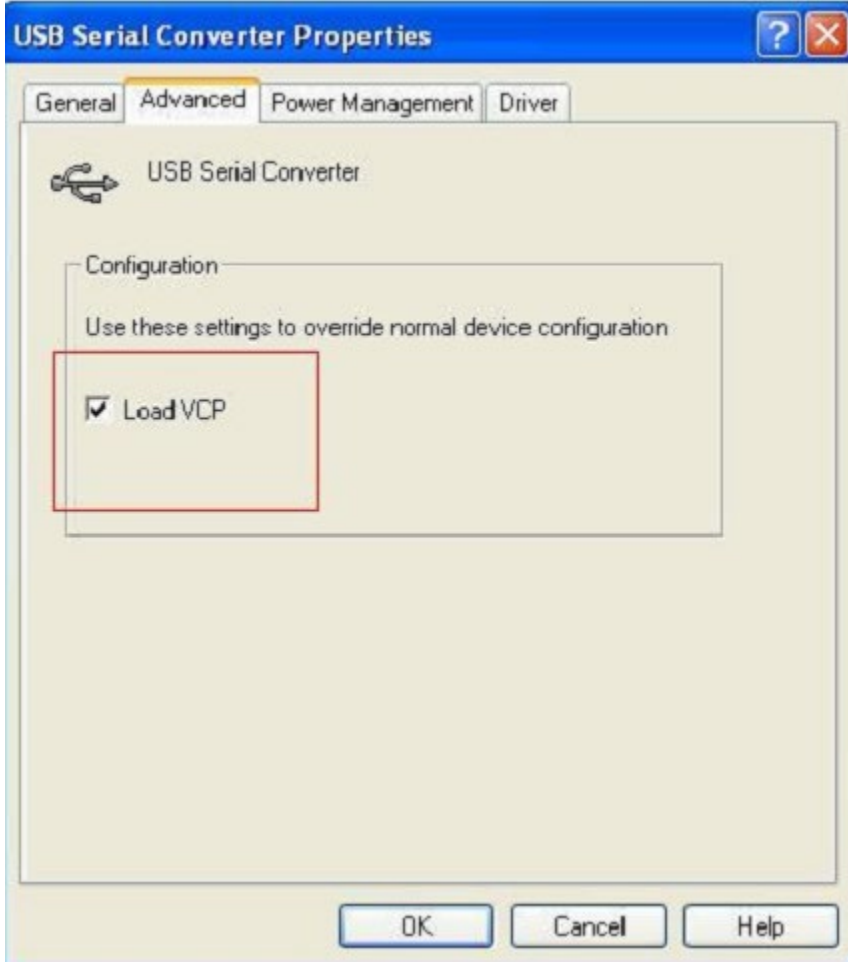 USB Serial Converter Properties
General Advanced Power Management Driver
USB Serial Converter
Configuration
Use these settings to override normal device configuration
Load VCP
OK Cancel Help